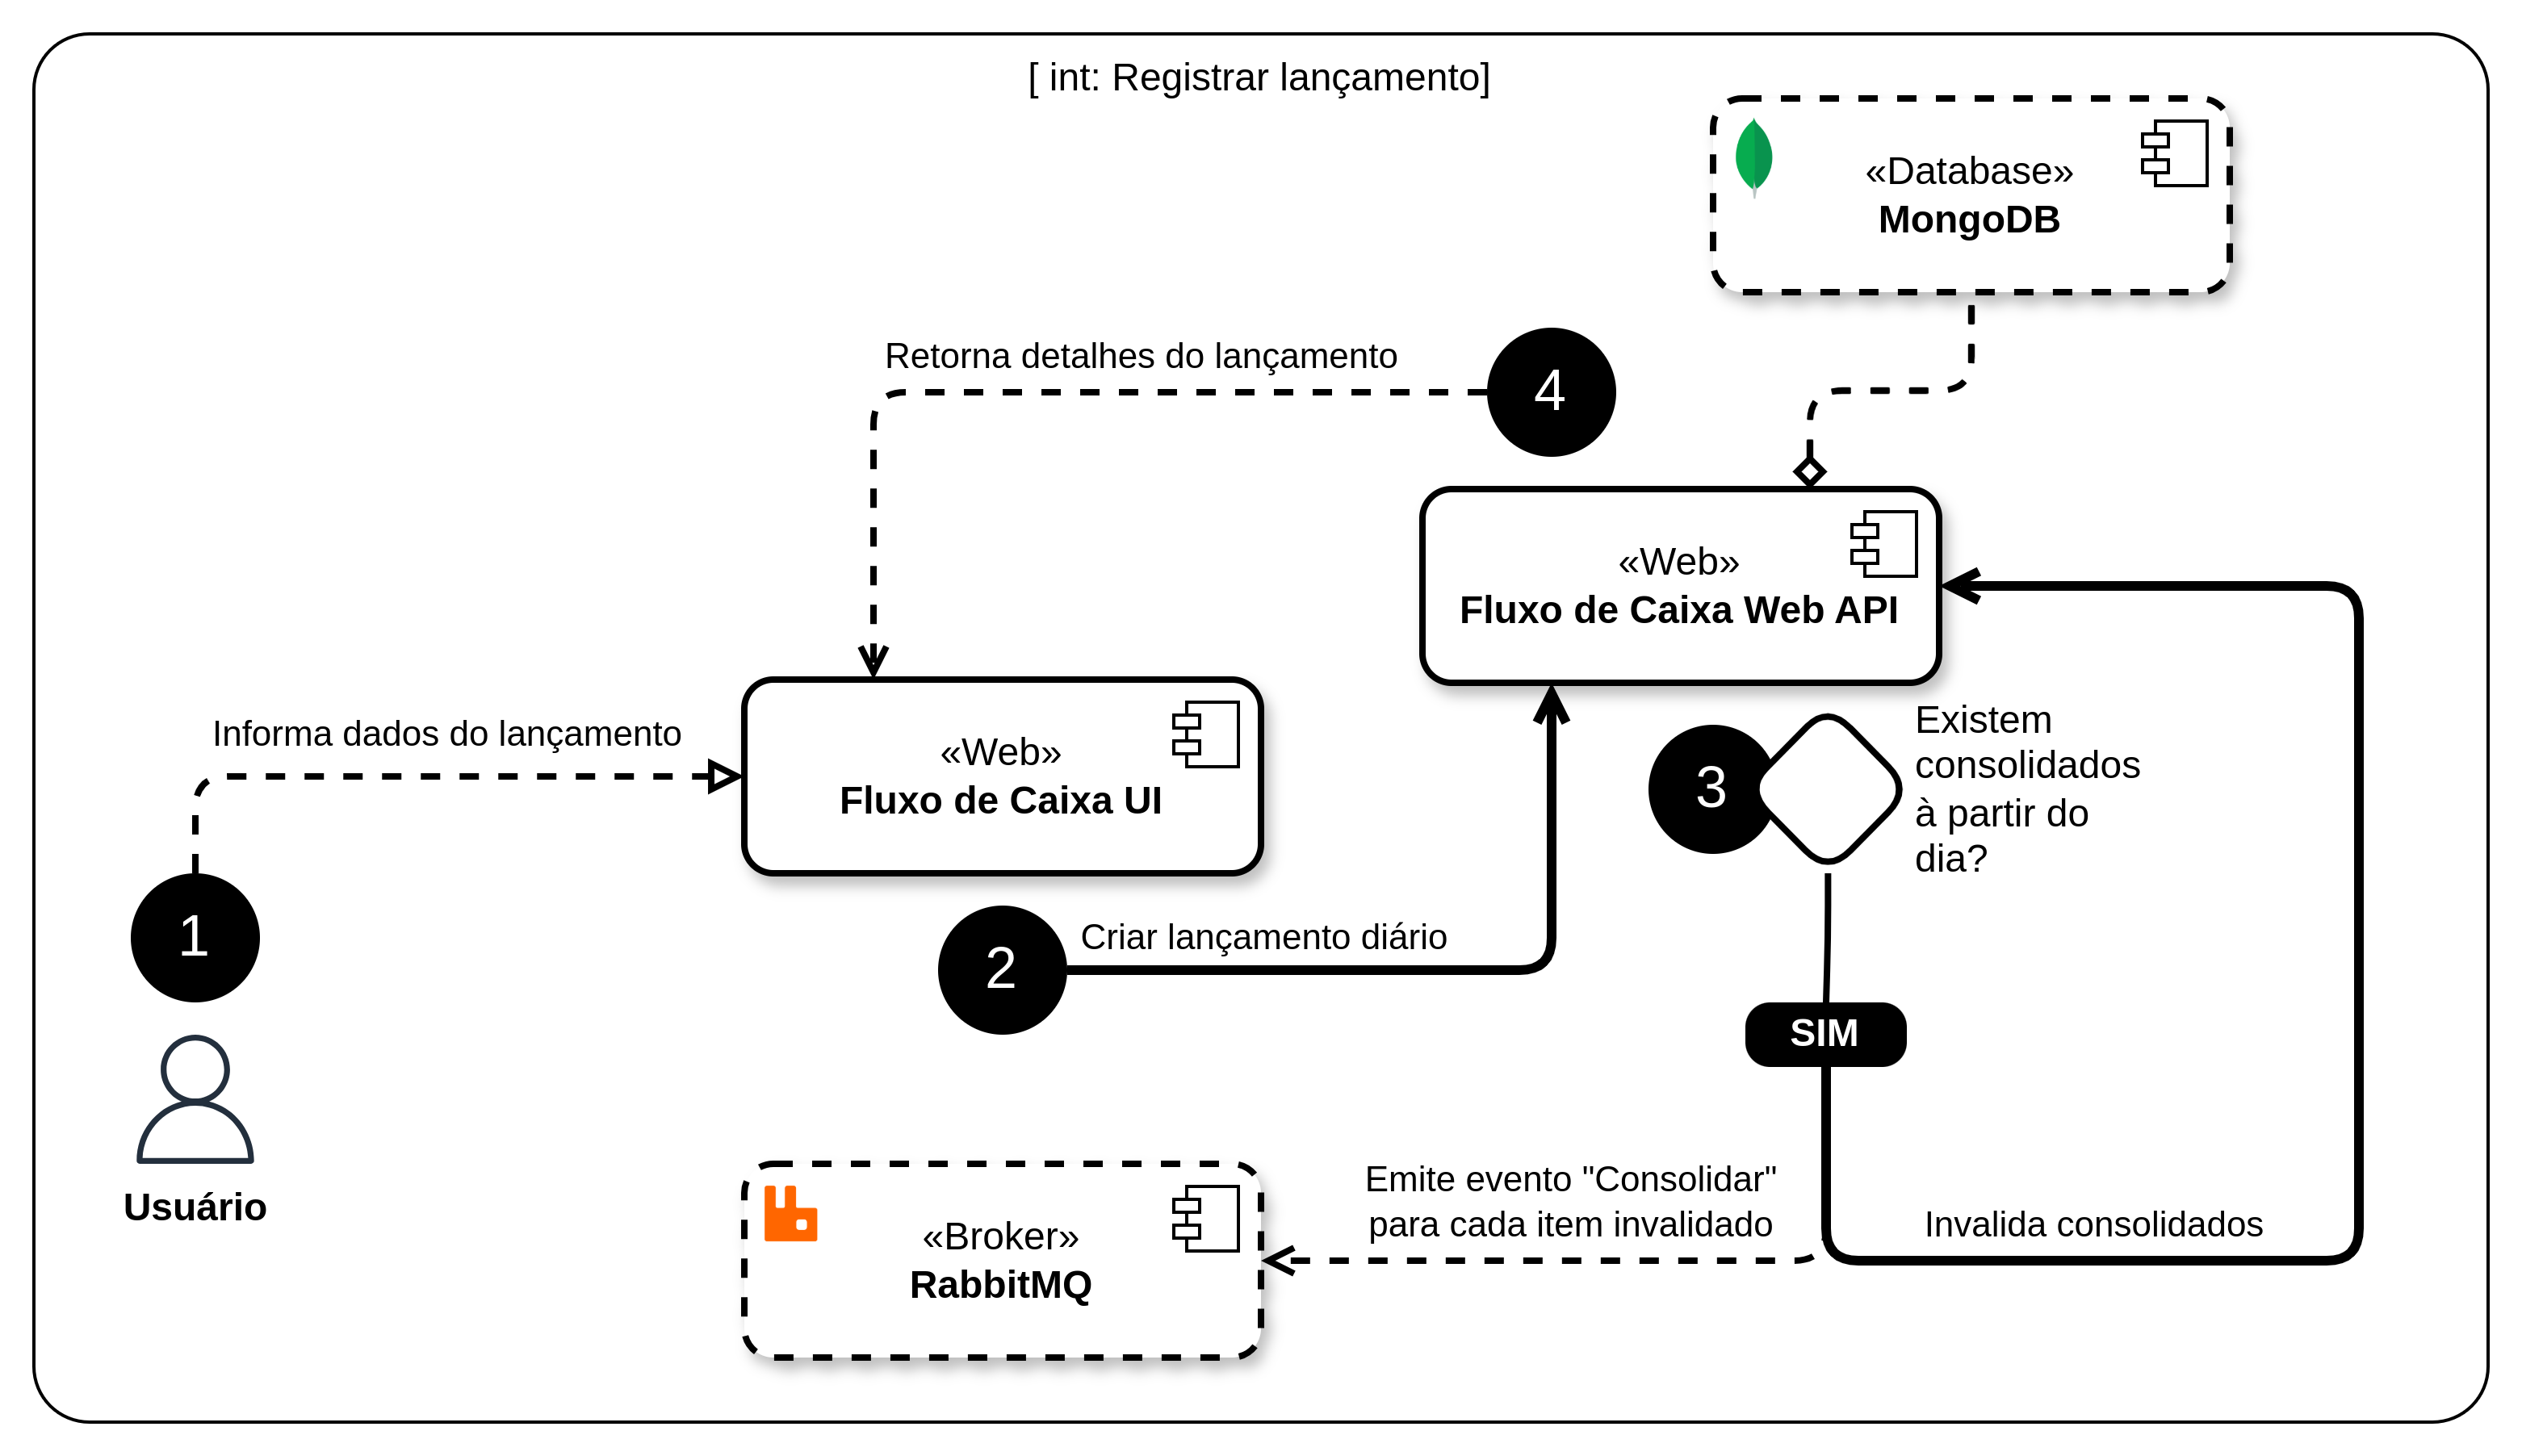 [ int: Registrar lançamento]
«Database»
MongoDB
Retorna detalhes do lançamento
4
«Web»
Fluxo de Caixa Web API
Informa dados do lançamento
«Web»
Fluxo de Caixa UI
3
Existem
consolidados
à partir do
dia?
1
2
Criar lançamento diário
SIM
Usuário
«Broker»
RabbitMQ
Emite evento "Consolidar"
para cada item invalidado
Invalida consolidados